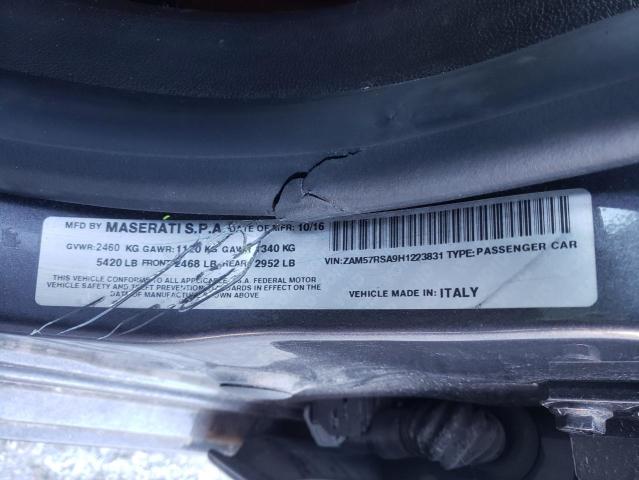 MFD BY MASERATI S.P.A DATE OF MFR: 10/16
GVWR: 2460 KG GAWR: 1120 KG GAWR: 1340 KG
5420 LB FRONT: 2468 LB REAR: 2952 LB
THIS VEHICLE CONFORMS TO ALL APPLICABLE FEDERAL MOTOR
VEHICLE SAFETY AND THEFT PREVENTION STANDARDS IN EFFECT
ON THE DATE OF MANUFACTURE SHOWN ABOVE
VIN: ZAM57RSA9H1223831 TYPE: PASSENGER CAR
VEHICLE MADE IN: ITALY